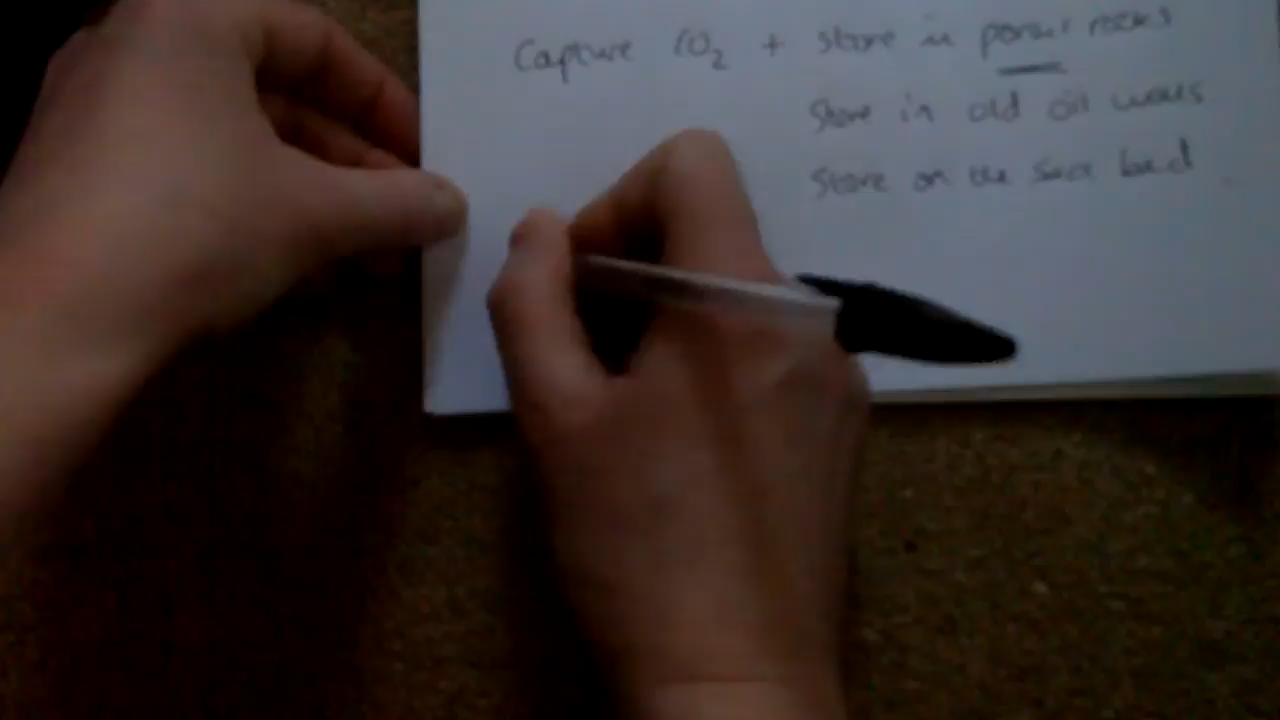 Capture CO2 + store in porous rocks
Store in old oil wells
Store on the sea bed